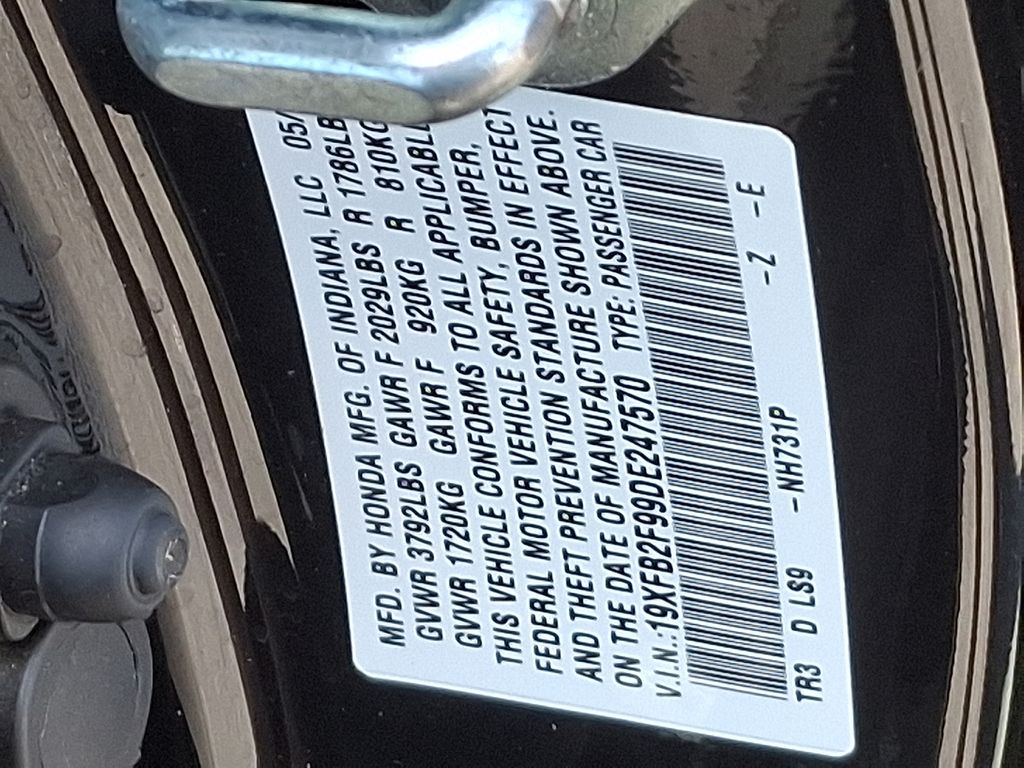 MFD. BY HONDA MFG. OF INDIANA, LLC 05/
GVWR 3792LBS GAWR F 2029LBS R 1786LB
GVWR 1720KG GAWR F 920KG R 810KG
THIS VEHICLE CONFORMS TO ALL APPLICABLE
FEDERAL MOTOR VEHICLE SAFETY, BUMPER,
AND THEFT PREVENTION STANDARDS IN EFFECT
ON THE DATE OF MANUFACTURE SHOWN ABOVE.
V.I.N.:19XFB2F99DE247570 TYPE: PASSENGER CAR
TR3 D LS9 -NH731P -Z -E